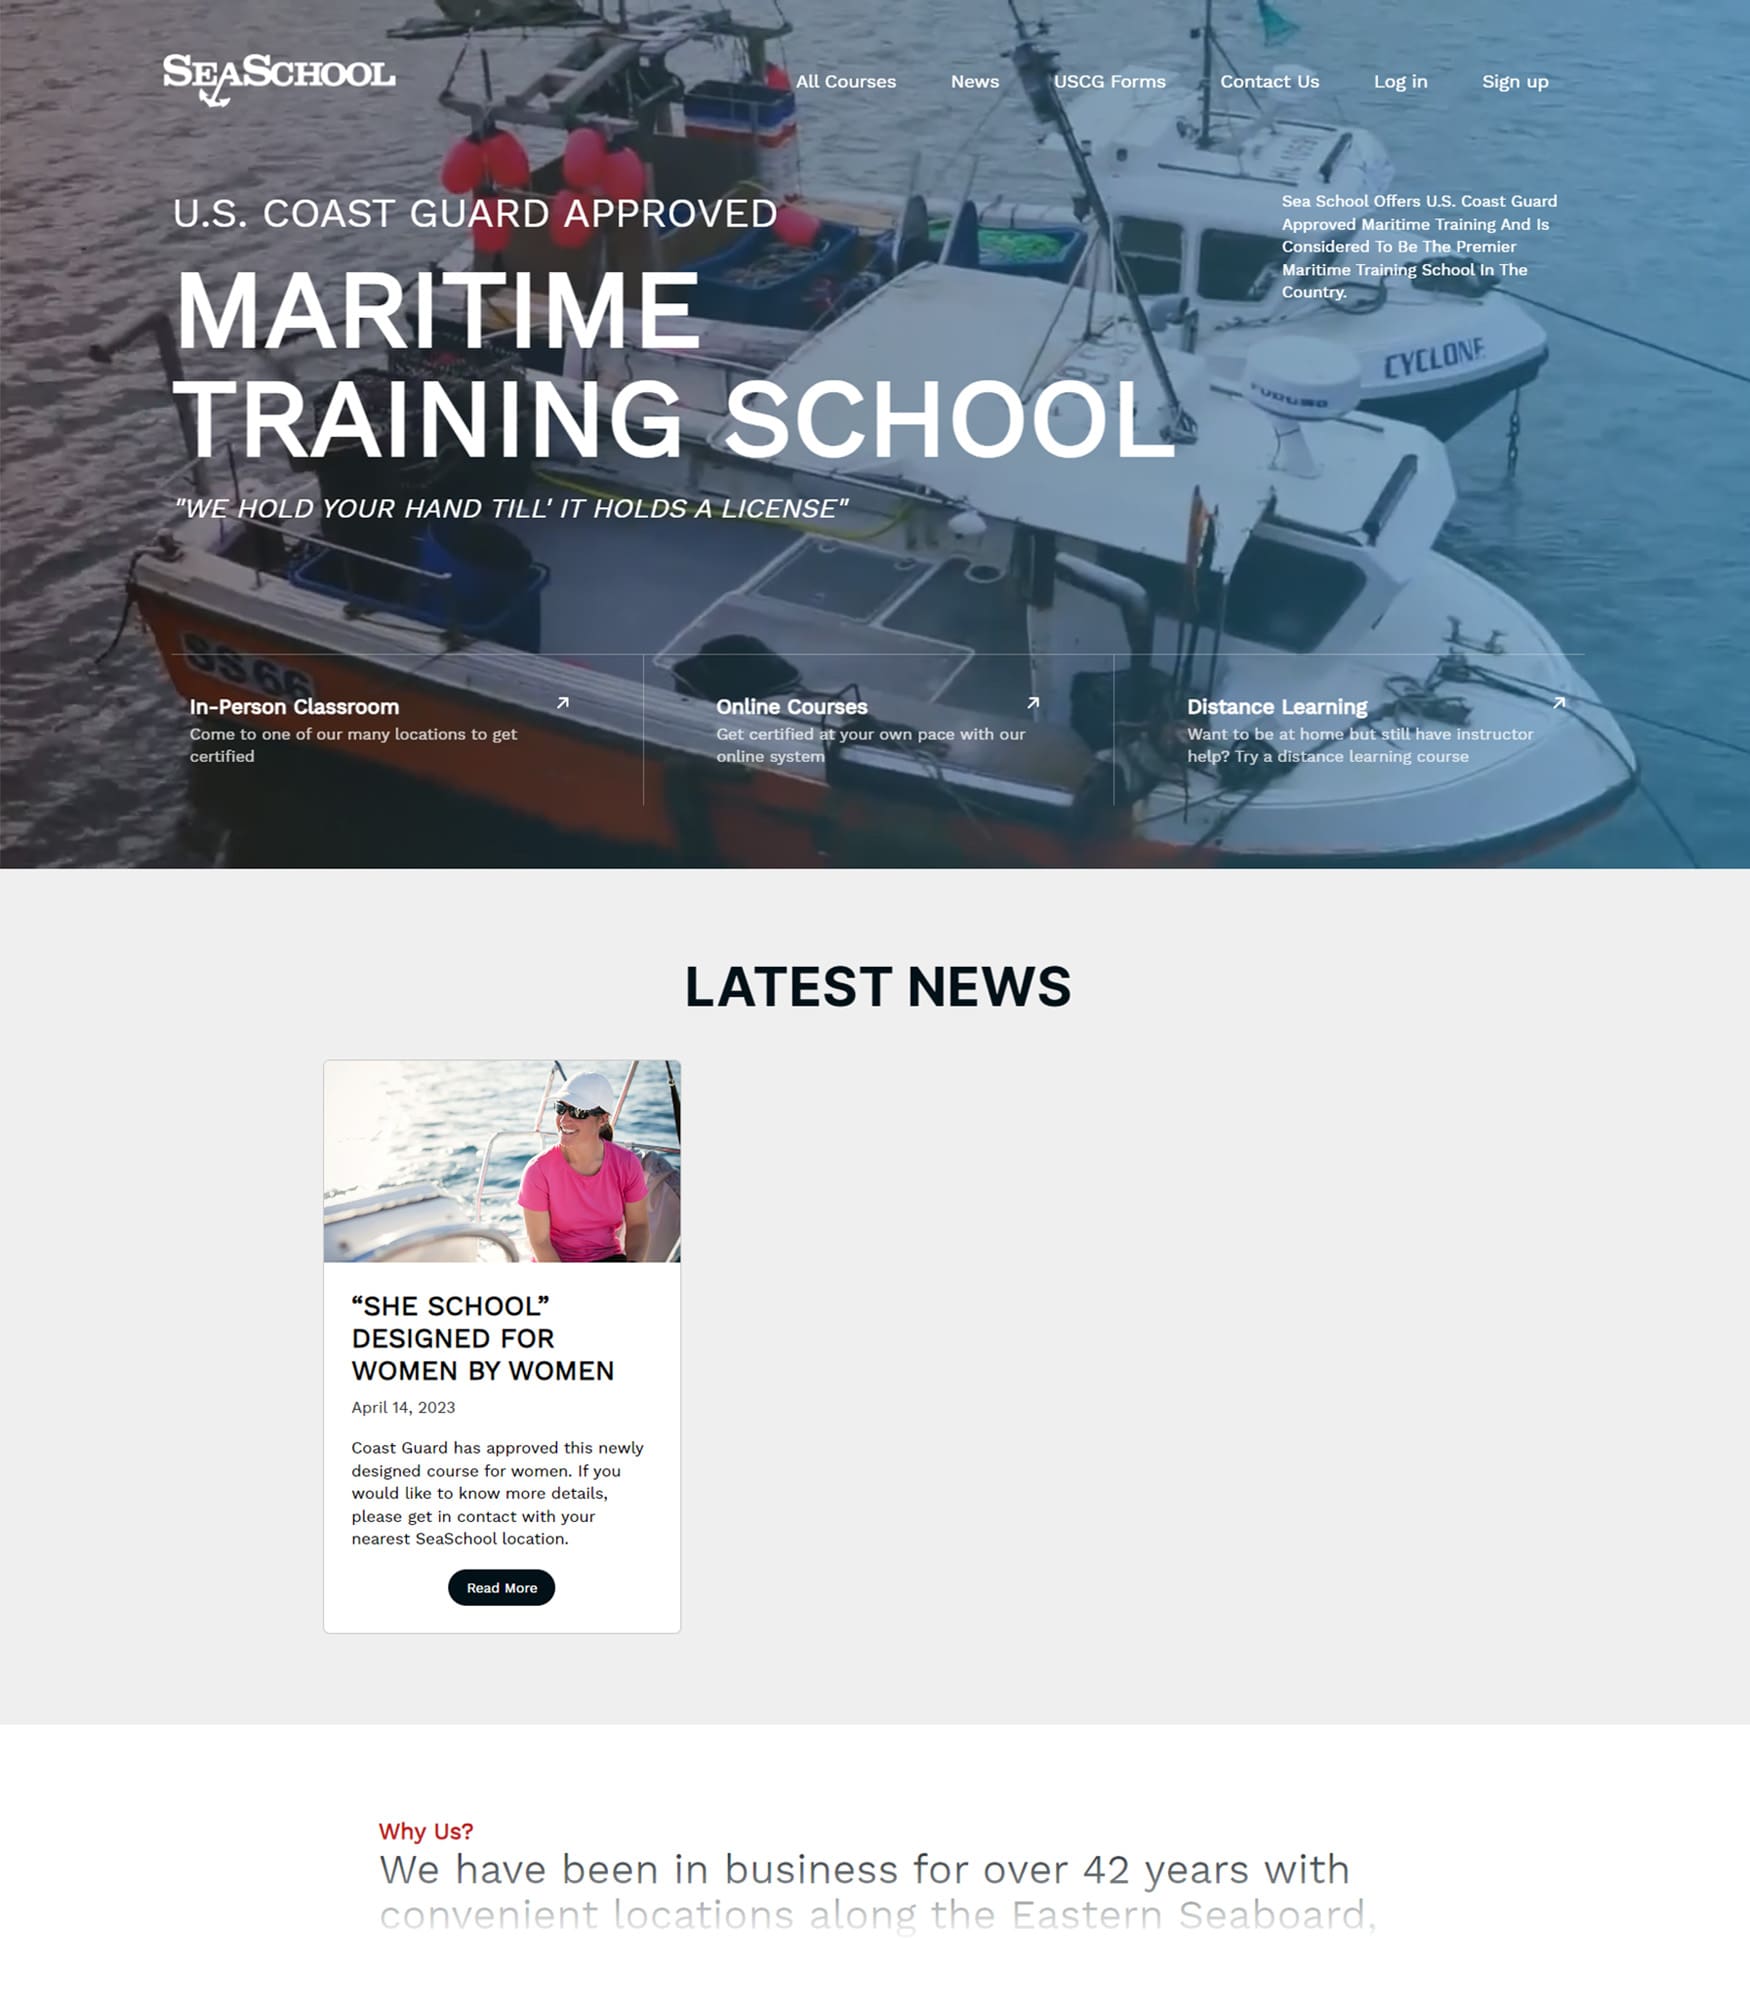 SEASCHOOL
All Courses
News
USCG Forms
Contact Us
Log in
Sign up
U.S. COAST GUARD APPROVED
MARITIME
TRAINING SCHOOL
"WE HOLD YOUR HAND TILL' IT HOLDS A LICENSE"
Sea School Offers U.S. Coast Guard
Approved Maritime Training And Is
Considered To Be The Premier
Maritime Training School In The
Country.
CYCLONE
FURUNO
SS 66
In-Person Classroom
Come to one of our many locations to get
certified
Online Courses
Get certified at your own pace with our
online system
Distance Learning
Want to be at home but still have instructor
help? Try a distance learning course
LATEST NEWS
“SHE SCHOOL”
DESIGNED FOR
WOMEN BY WOMEN
April 14, 2023
Coast Guard has approved this newly
designed course for women. If you
would like to know more details,
please get in contact with your
nearest SeaSchool location.
Read More
Why Us?
We have been in business for over 42 years with
convenient locations along the Eastern Seaboard,